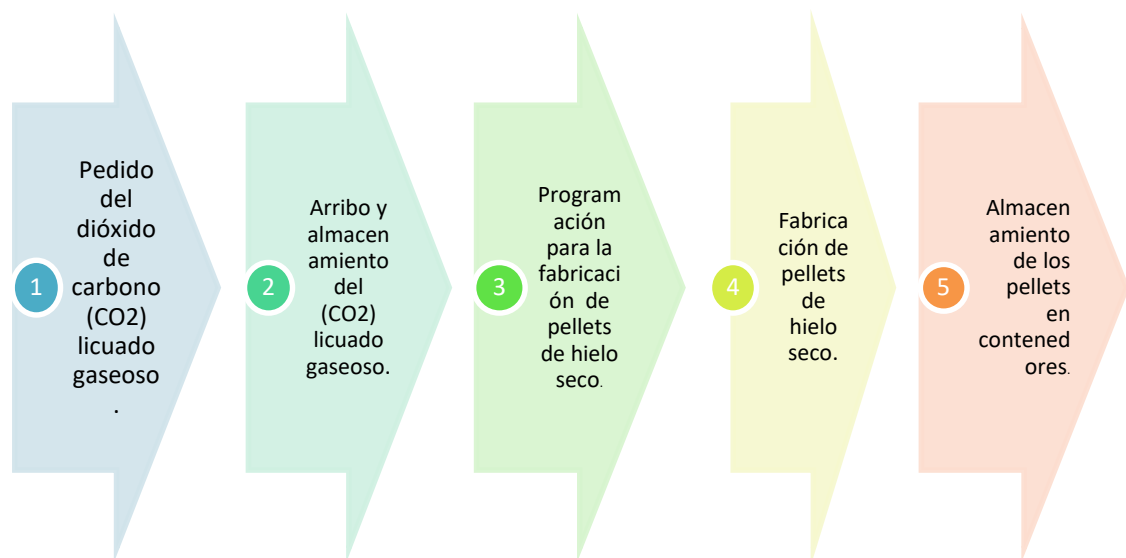 1
Pedido
del
dióxido
de
carbono
(CO2)
licuado
gaseoso
.
2
Arribo y
almacen
amiento
del
(CO2)
licuado
gaseoso.
3
Program
ación
para la
fabricaci
ón de
pellets
de hielo
seco.
4
Fabrica
ción de
pellets
de
hielo
seco.
5
Almacen
amiento
de los
pellets
en
contened
ores.